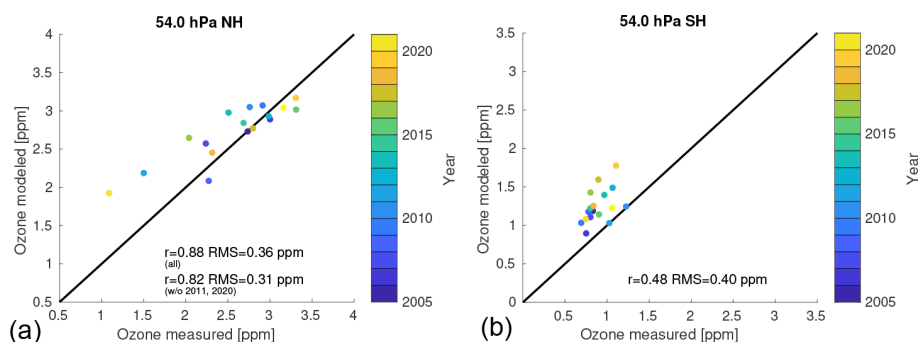 54.0 hPa NH
4
3.5
3
2.5
2
1.5
1
0.5
0.5 1 1.5 2 2.5 3 3.5 4
Ozone modeled [ppm]
Ozone measured [ppm]
r=0.88 RMS=0.36 ppm
(all)
r=0.82 RMS=0.31 ppm
(w/o 2011, 2020)
2020
2015
2010
2005
Year
(a)
54.0 hPa SH
3.5
3
2.5
2
1.5
1
0.5
0
0 0.5 1 1.5 2 2.5 3 3.5
Ozone modeled [ppm]
Ozone measured [ppm]
r=0.48 RMS=0.40 ppm
2020
2015
2010
2005
Year
(b)